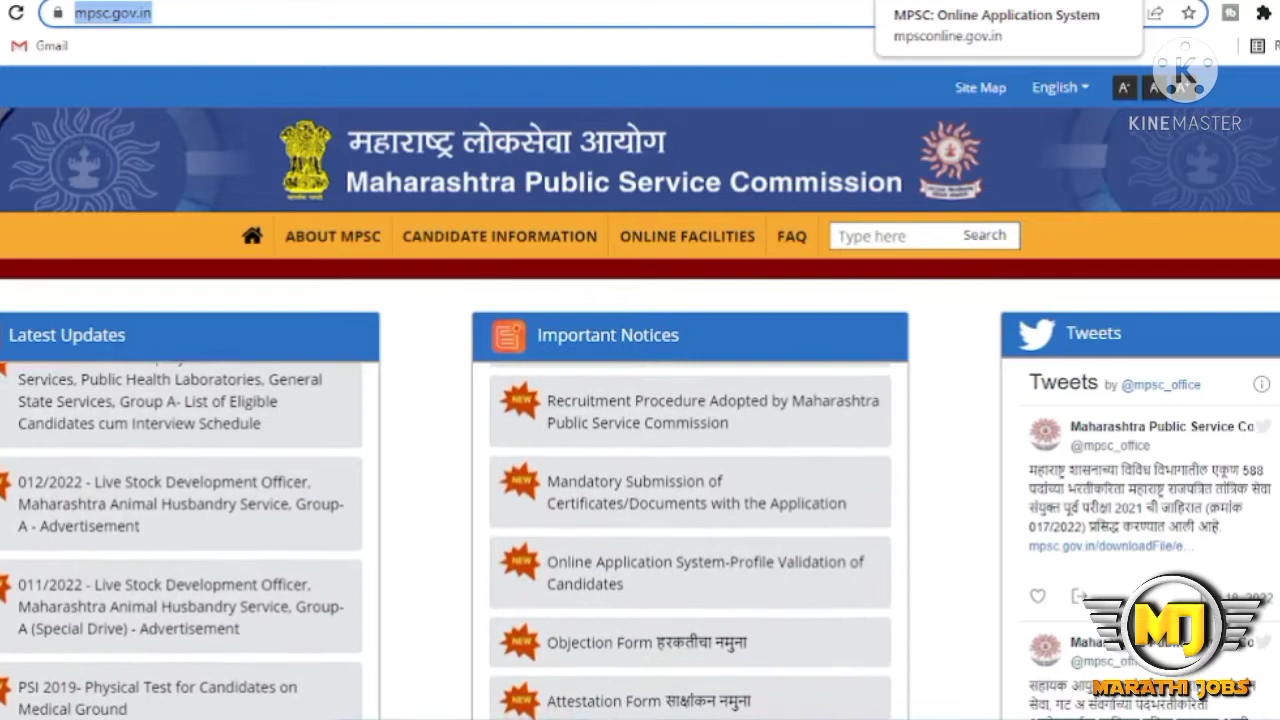 mpsc.gov.in
MPSC: Online Application System
mpsconline.gov.in
Gmail
Site Map
English
A-
A
A+
KINEMASTER
महाराष्ट्र लोकसेवा आयोग
Maharashtra Public Service Commission
ABOUT MPSC
CANDIDATE INFORMATION
ONLINE FACILITIES
FAQ
Type here
Search
Latest Updates
Services, Public Health Laboratories, General
State Services, Group A- List of Eligible
Candidates cum Interview Schedule
012/2022 - Live Stock Development Officer,
Maharashtra Animal Husbandry Service, Group-
A - Advertisement
011/2022 - Live Stock Development Officer,
Maharashtra Animal Husbandry Service, Group-
A (Special Drive) - Advertisement
PSI 2019- Physical Test for Candidates on
Medical Ground
Important Notices
NEW
Recruitment Procedure Adopted by Maharashtra
Public Service Commission
NEW
Mandatory Submission of
Certificates/Documents with the Application
NEW
Online Application System-Profile Validation of
Candidates
NEW
Objection Form हरकतीचा नमुना
NEW
Attestation Form साक्षांकन नमुना
Tweets
Tweets by @mpsc_office
Maharashtra Public Service Co
@mpsc_office
महाराष्ट्र शासनाच्या विविध विभागातील एकूण 588
पदांच्या भरतीकरिता महाराष्ट्र राजपत्रित तांत्रिक सेवा
संयुक्त पूर्व परीक्षा 2021 ची जाहिरात (क्रमांक
017/2022) प्रसिद्ध करण्यात आली आहे.
mpsc.gov.in/downloadFile/e...
MJ
MARATHI JOBS